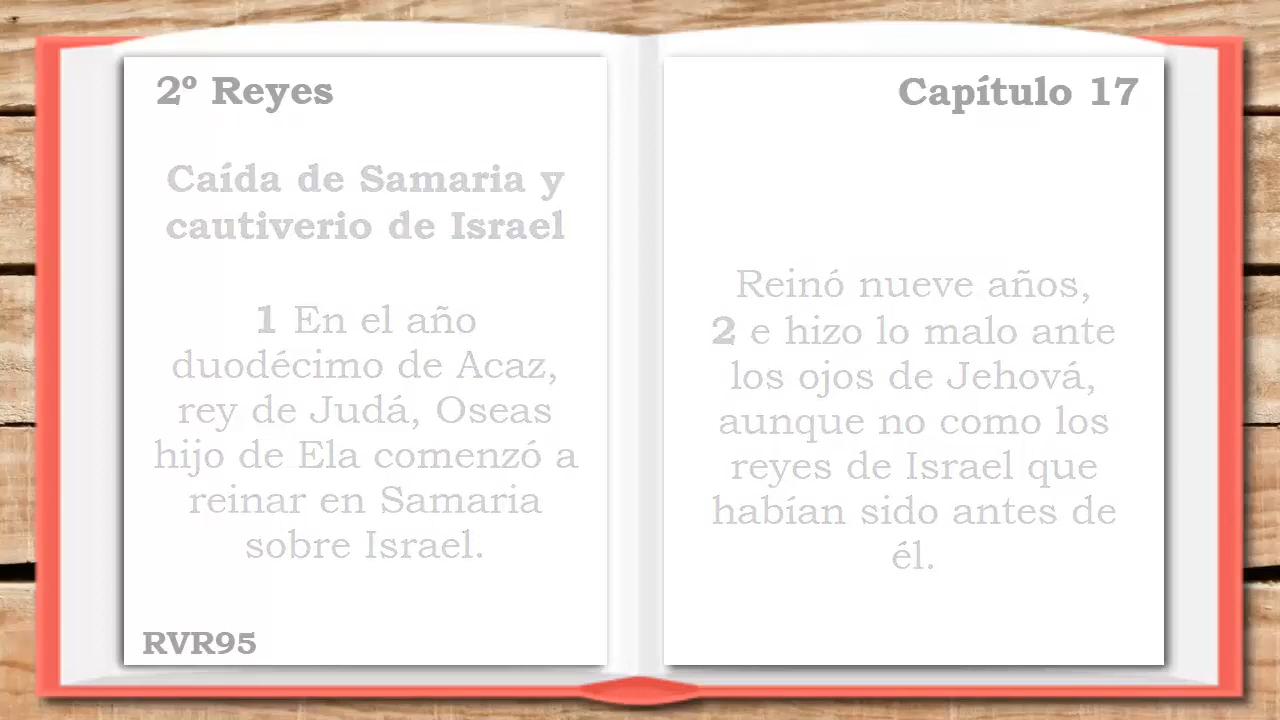 2º Reyes
Caída de Samaria y
cautiverio de Israel
1 En el año
duodécimo de Acaz,
rey de Judá, Oseas
hijo de Ela comenzó a
reinar en Samaria
sobre Israel.
RVR95
Capítulo 17
Reinó nueve años,
2 e hizo lo malo ante
los ojos de Jehová,
aunque no como los
reyes de Israel que
habían sido antes de
él.